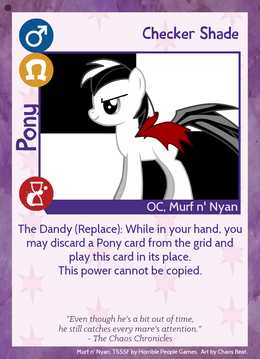 Checker Shade
Pony
OC, Murf n' Nyan
The Dandy (Replace): While in your hand, you
may discard a Pony card from the grid and
play this card in its place.
This power cannot be copied.
"Even though he's a bit out of time,
he still catches every mare's attention."
- The Chaos Chronicles
Murf n' Nyan; TSSSF by Horrible People Games. Art by Chaos Beat.